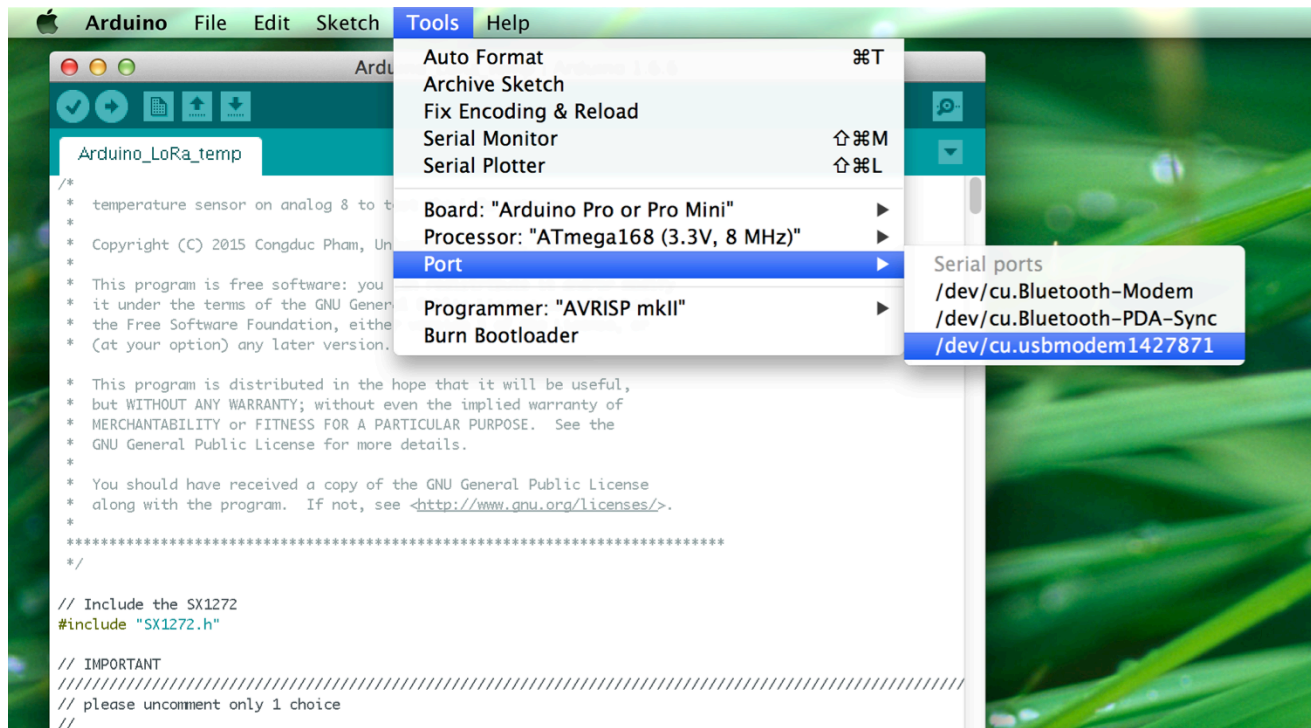 Arduino File Edit Sketch Tools Help
Ardu
Auto Format ⌘T
Archive Sketch
Fix Encoding & Reload
Serial Monitor ⇧⌘M
Serial Plotter ⇧⌘L
Board: "Arduino Pro or Pro Mini" ▶
Processor: "ATmega168 (3.3V, 8 MHz)" ▶
Port ▶
Programmer: "AVRISP mkII" ▶
Burn Bootloader
Serial ports
/dev/cu.Bluetooth-Modem
/dev/cu.Bluetooth-PDA-Sync
/dev/cu.usbmodem1427871
Arduino_LoRa_temp
/*
* temperature sensor on analog 8 to t
*
* Copyright (C) 2015 Congduc Pham, Un
*
* This program is free software: you
* it under the terms of the GNU Gener
* the Free Software Foundation, eithe
* (at your option) any later version.
* This program is distributed in the hope that it will be useful,
* but WITHOUT ANY WARRANTY; without even the implied warranty of
* MERCHANTABILITY or FITNESS FOR A PARTICULAR PURPOSE. See the
* GNU General Public License for more details.
*
* You should have received a copy of the GNU General Public License
* along with the program. If not, see <http://www.gnu.org/licenses/>.
*
*****************************************************************************
*/
// Include the SX1272
#include "SX1272.h"
// IMPORTANT
///////////////////////////////////////////////////////////////////////////////////////////////////////////
// please uncomment only 1 choice
//